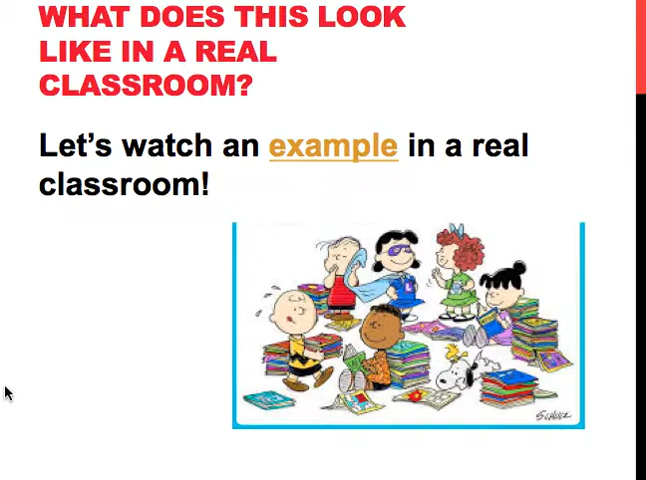 WHAT DOES THIS LOOK
LIKE IN A REAL
CLASSROOM?
Let’s watch an example in a real
classroom!
L
SCHULZ